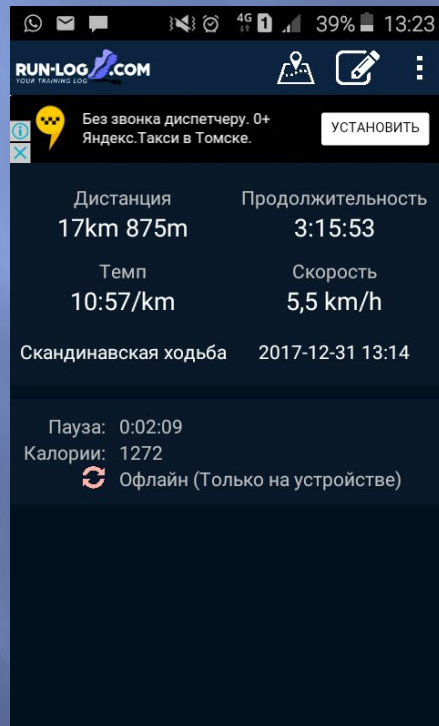 4G 1 39% 13:23
RUN-LOG.COM
YOUR TRAINING LOG
Без звонка диспетчеру. 0+
Яндекс.Такси в Томске.
УСТАНОВИТЬ
Дистанция Продолжительность
17km 875m 3:15:53
Темп Скорость
10:57/km 5,5 km/h
Скандинавская ходьба 2017-12-31 13:14
Пауза: 0:02:09
Калории: 1272
Офлайн (Только на устройстве)